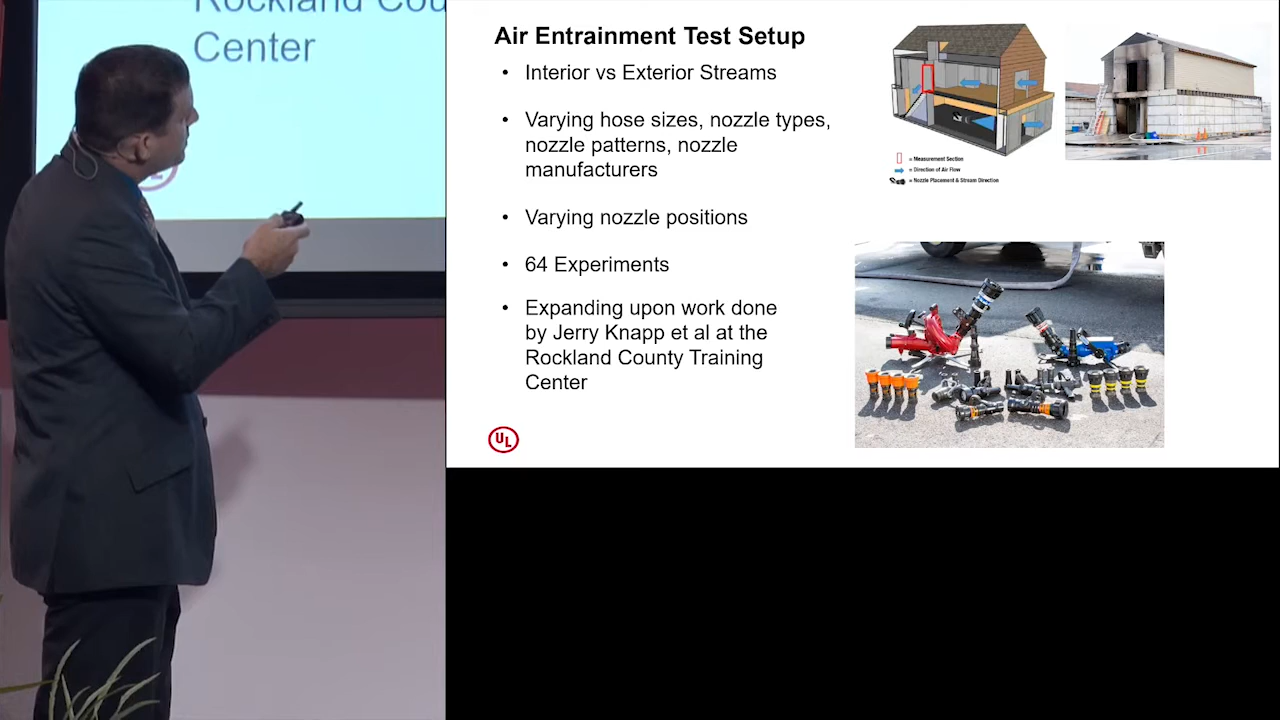 Rockland Cou
Center
Air Entrainment Test Setup
• Interior vs Exterior Streams
• Varying hose sizes, nozzle types,
nozzle patterns, nozzle
manufacturers
• Varying nozzle positions
• 64 Experiments
• Expanding upon work done
by Jerry Knapp et al at the
Rockland County Training
Center
UL
= Measurement Section
= Direction of Air Flow
= Nozzle Placement & Stream Direction